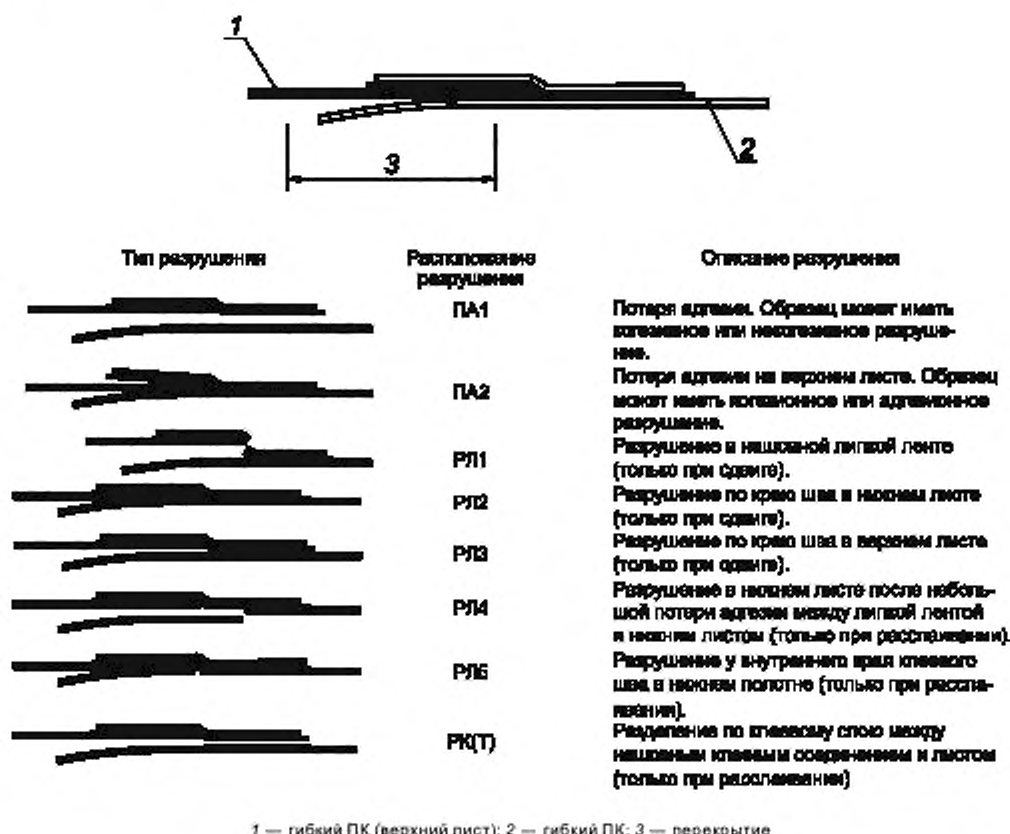 1
2
3
Тип разрушения
Расположение
разрушения
Описание разрушения
ПА1
Потеря адгезии. Образец может иметь
когезионное или некогезионное разруше-
ние.
ПА2
Потеря адгезии на верхнем листе. Образец
может иметь когезионное или адгезионное
разрушение.
РЛ1
Разрушение в нашовной липкой ленте
(только при сдвиге).
РЛ2
Разрушение по краю шва в нижнем листе
(только при сдвиге).
РЛ3
Разрушение по краю шва в верхнем листе
(только при сдвиге).
РЛ4
Разрушение в нижнем листе после неболь-
шой потери адгезии между липкой лентой
и нижним листом (только при расслаивании).
РЛ5
Разрушение у внутреннего края клеевого
шва в нижнем полотне (только при рассла-
ивании).
РК(Т)
Разделение по клеевому слою между
нашовным клеевым соединением и листом
(только при расслаивании)
1 — гибкий ПК (верхний лист); 2 — гибкий ПК; 3 — перекрытие